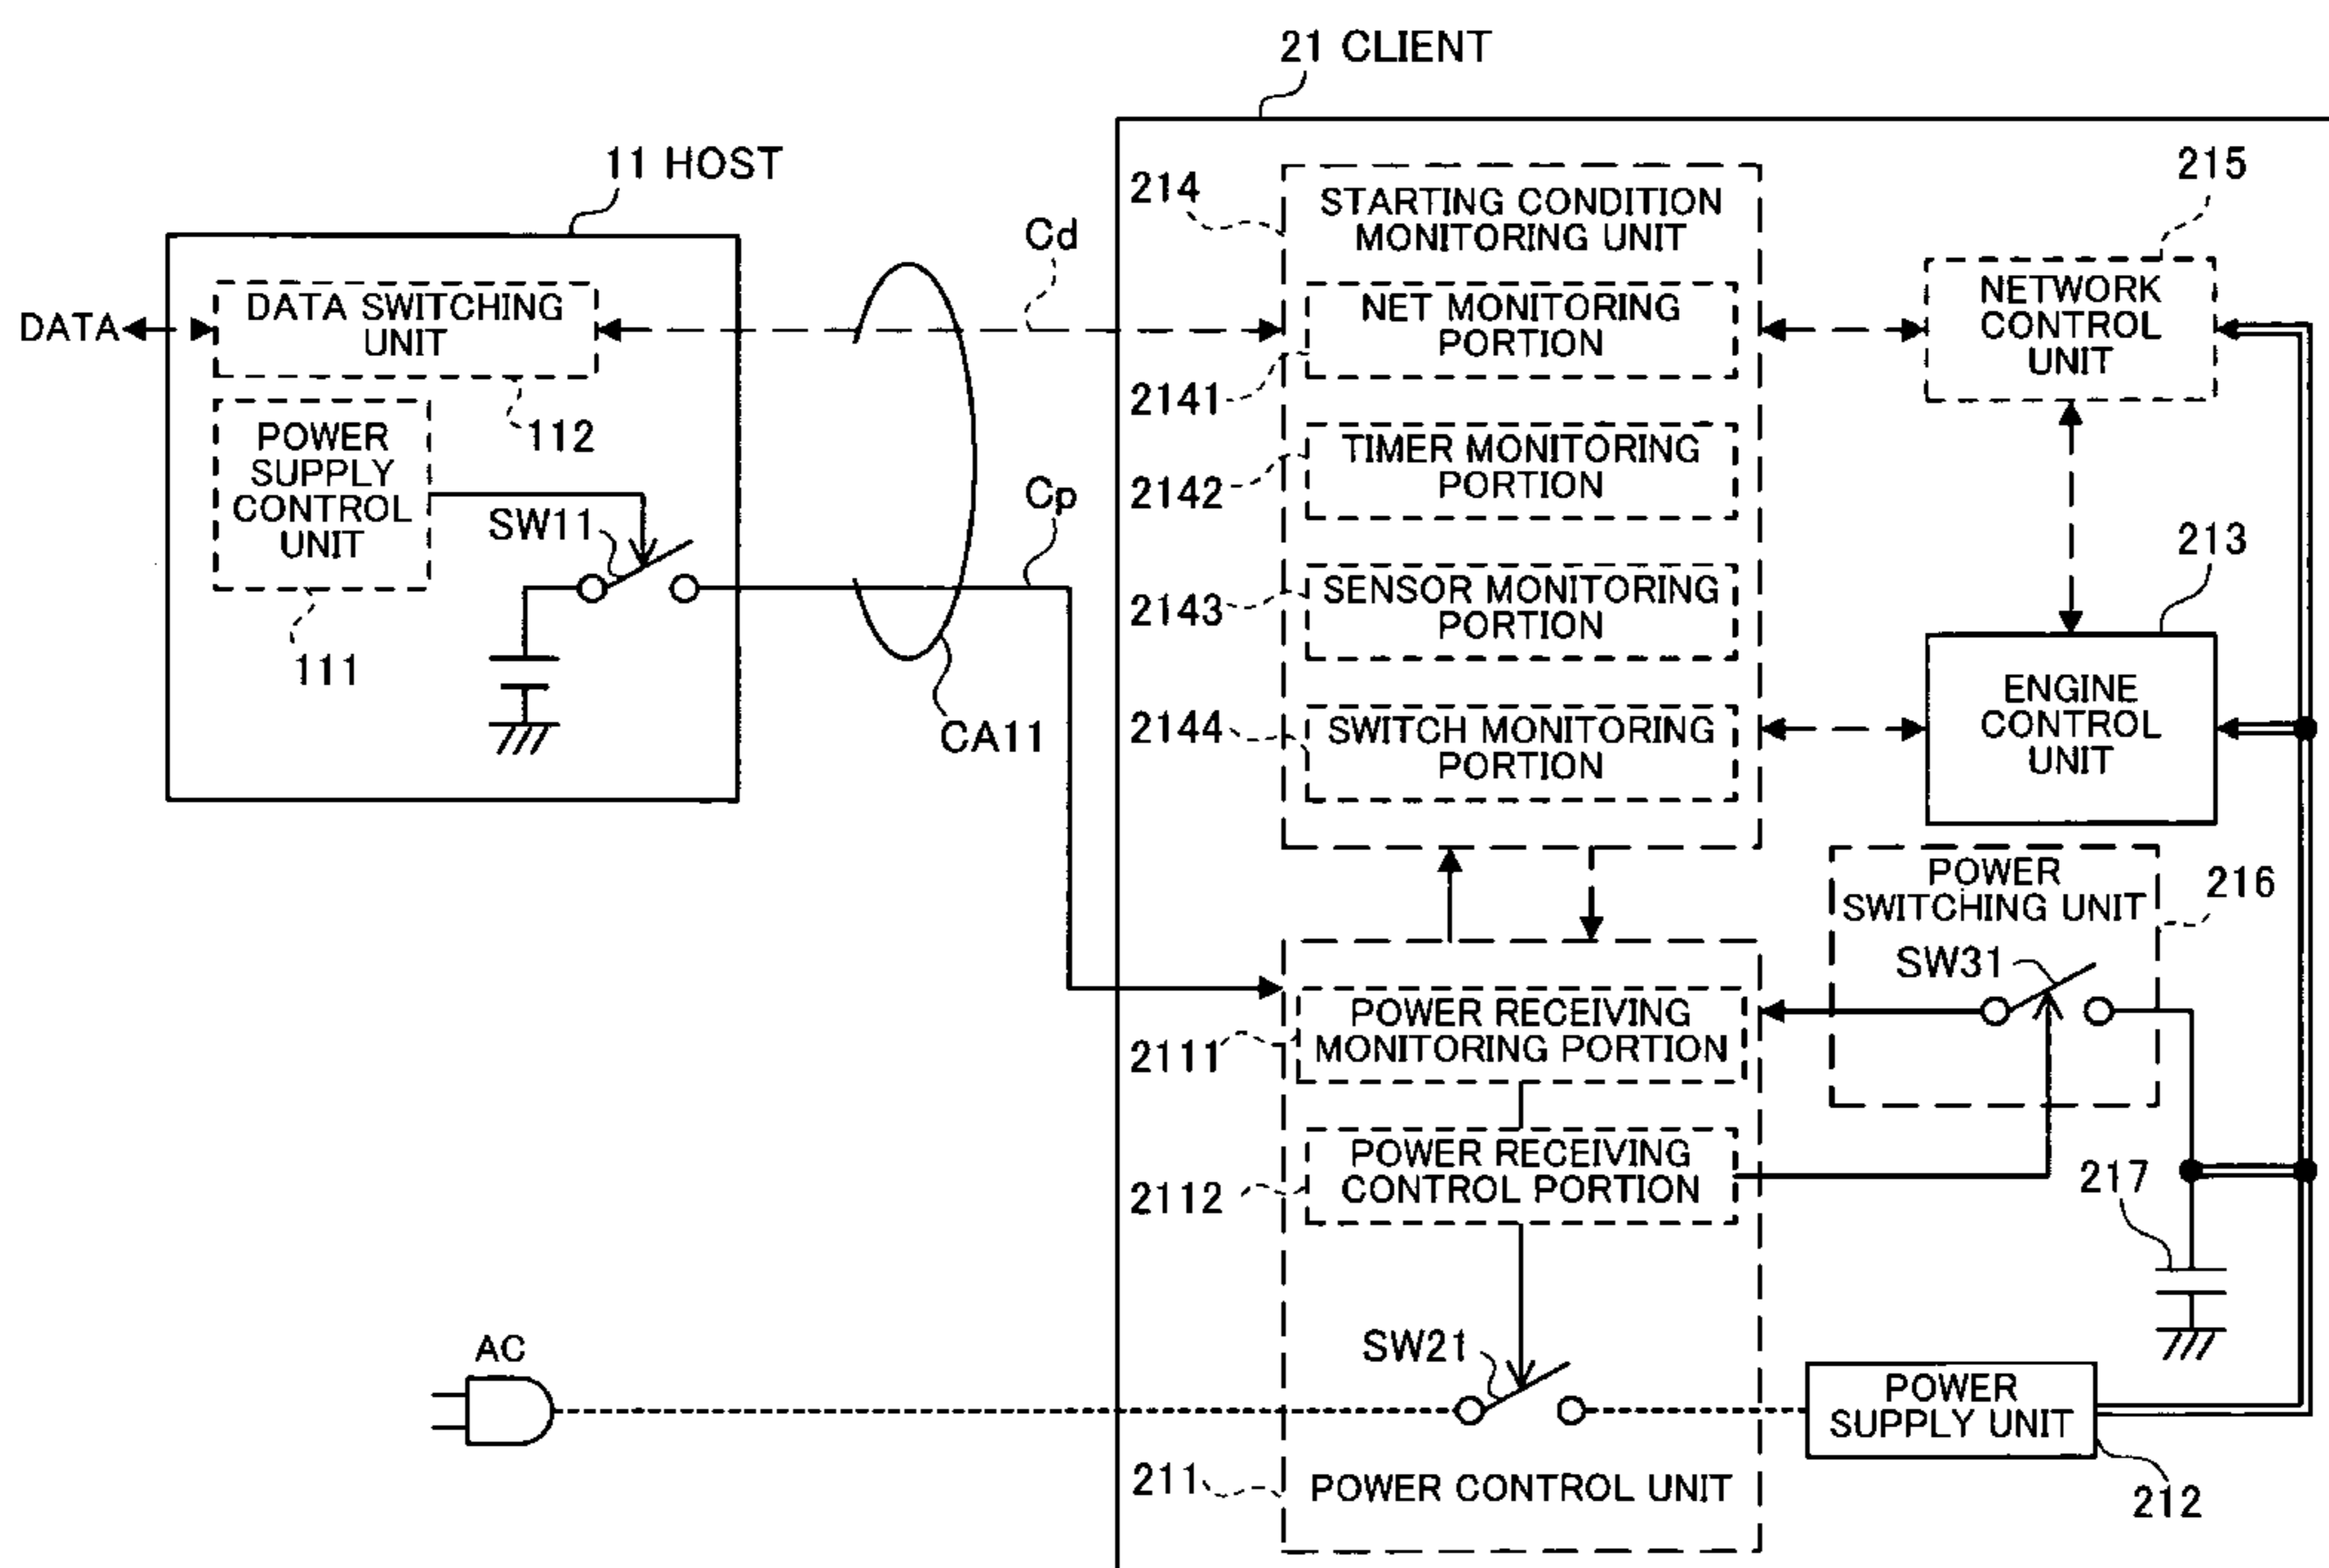 21 CLIENT
11 HOST
DATA
DATA SWITCHING
UNIT
112
POWER
SUPPLY
CONTROL
UNIT
111
SW11
Cd
Cp
CA11
214
STARTING CONDITION
MONITORING UNIT
2141
NET MONITORING
PORTION
2142
TIMER MONITORING
PORTION
2143
SENSOR MONITORING
PORTION
2144
SWITCH MONITORING
PORTION
215
NETWORK
CONTROL
UNIT
213
ENGINE
CONTROL
UNIT
POWER
SWITCHING UNIT
216
SW31
2111
POWER RECEIVING
MONITORING PORTION
2112
POWER RECEIVING
CONTROL PORTION
217
AC
SW21
POWER
SUPPLY UNIT
212
211
POWER CONTROL UNIT